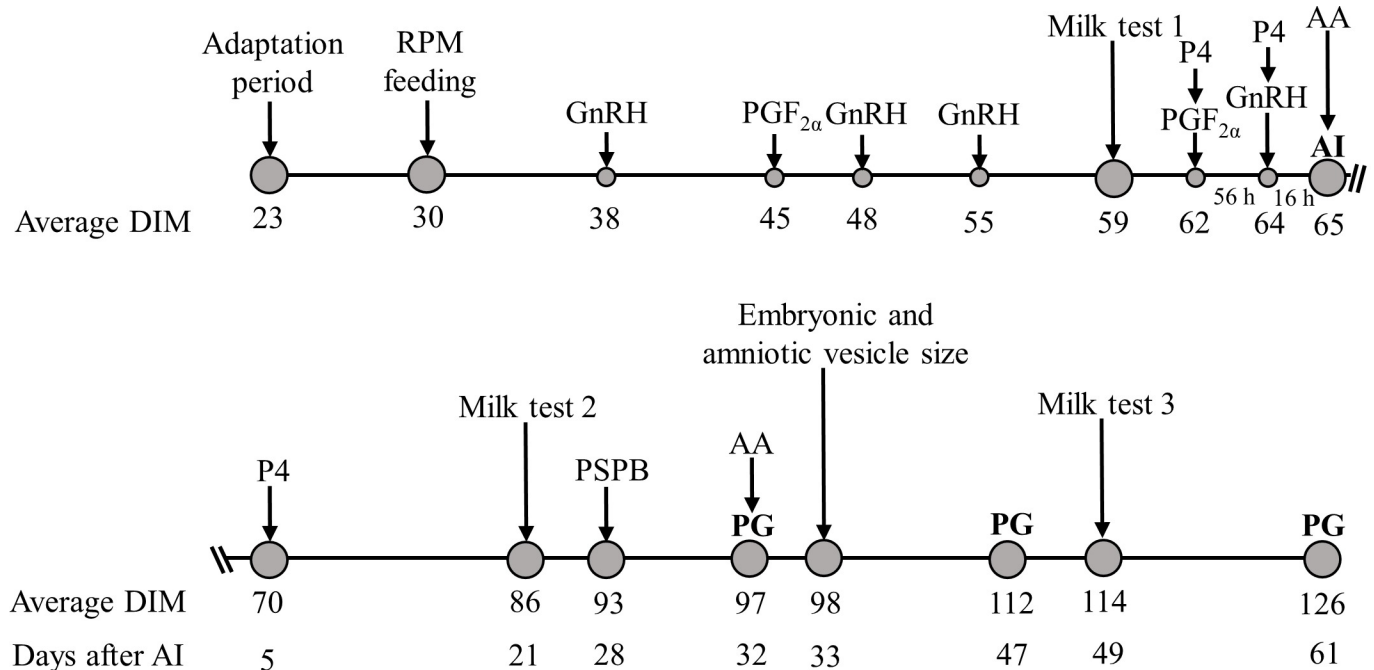 Adaptation
period
RPM
feeding
GnRH
PGF2α
GnRH
GnRH
Milk test 1
P4
PGF2α
P4
GnRH
AA
AI
56 h
16 h
Average DIM 23 30 38 45 48 55 59 62 64 65
Embryonic and
amniotic vesicle size
P4
Milk test 2
PSPB
AA
PG
PG
Milk test 3
PG
Average DIM 70 86 93 97 98 112 114 126
Days after AI 5 21 28 32 33 47 49 61